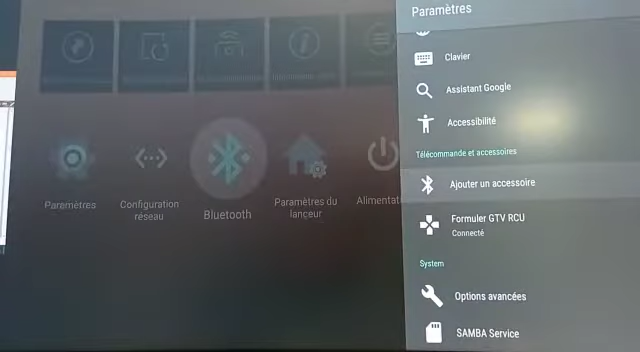 Paramètres
Clavier
Assistant Google
Accessibilité
Télécommande et accessoires
Ajouter un accessoire
Formuler GTV RCU
Connecté
System
Options avancées
SAMBA Service
Paramètres
Configuration
réseau
Bluetooth
Paramètres du
lanceur
Alimentat